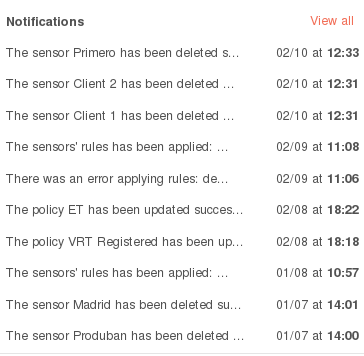 Notifications View all
The sensor Primero has been deleted s... 02/10 at 12:33
The sensor Client 2 has been deleted ... 02/10 at 12:31
The sensor Client 1 has been deleted ... 02/10 at 12:31
The sensors' rules has been applied: ... 02/09 at 11:08
There was an error applying rules: de... 02/09 at 11:06
The policy ET has been updated succes... 02/08 at 18:22
The policy VRT Registered has been up... 02/08 at 18:18
The sensors' rules has been applied: ... 01/08 at 10:57
The sensor Madrid has been deleted su... 01/07 at 14:01
The sensor Produban has been deleted ... 01/07 at 14:00